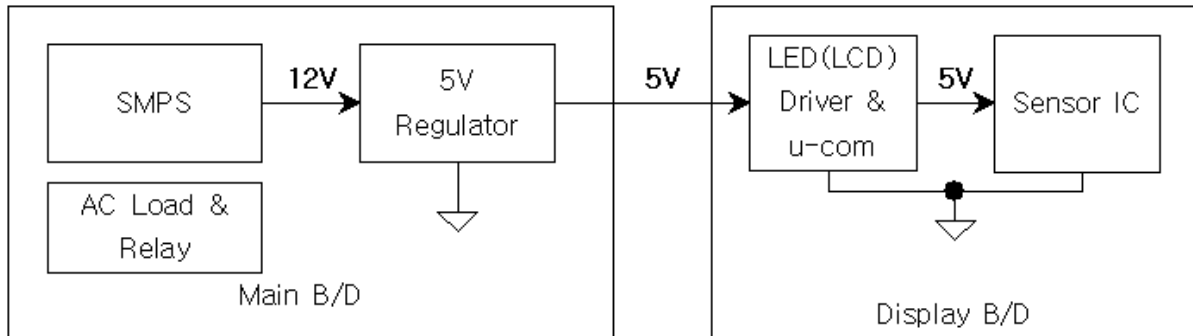 SMPS
12V
5V
Regulator
5V
LED(LCD)
Driver &
u-com
5V
Sensor IC
AC Load &
Relay
Main B/D
Display B/D